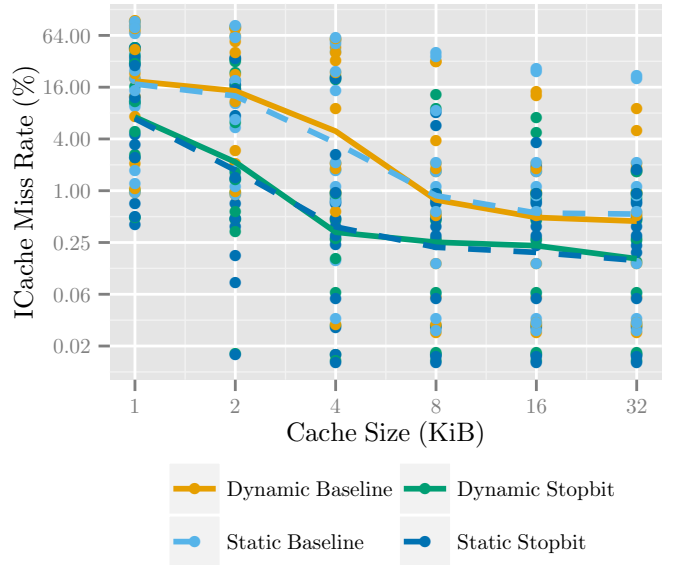 ICache Miss Rate (%)
64.00
16.00
4.00
1.00
0.25
0.06
0.02
1 2 4 8 16 32
Cache Size (KiB)
Dynamic Baseline Dynamic Stopbit
Static Baseline Static Stopbit